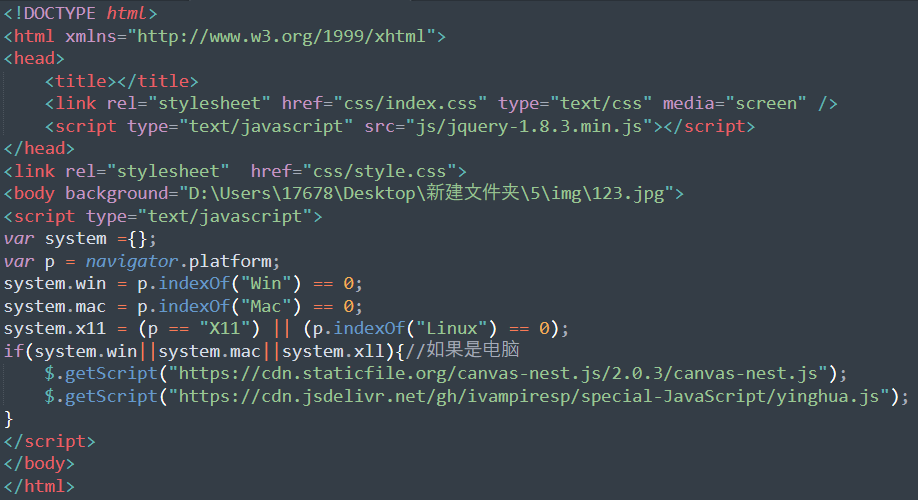 <!DOCTYPE html>
<html xmlns="http://www.w3.org/1999/xhtml">
<head>
    <title></title>
    <link rel="stylesheet" href="css/index.css" type="text/css" media="screen" />
    <script type="text/javascript" src="js/jquery-1.8.3.min.js"></script>
</head>
<link rel="stylesheet"  href="css/style.css">
<body background="D:\Users\17678\Desktop\新建文件夹\5\img\123.jpg">
<script type="text/javascript">
var system ={};
var p = navigator.platform;
system.win = p.indexOf("Win") == 0;
system.mac = p.indexOf("Mac") == 0;
system.x11 = (p == "X11") || (p.indexOf("Linux") == 0);
if(system.win||system.mac||system.xll){//如果是电脑
    $.getScript("https://cdn.staticfile.org/canvas-nest.js/2.0.3/canvas-nest.js");
    $.getScript("https://cdn.jsdelivr.net/gh/ivampiresp/special-JavaScript/yinghua.js");
}
</script>
</body>
</html>